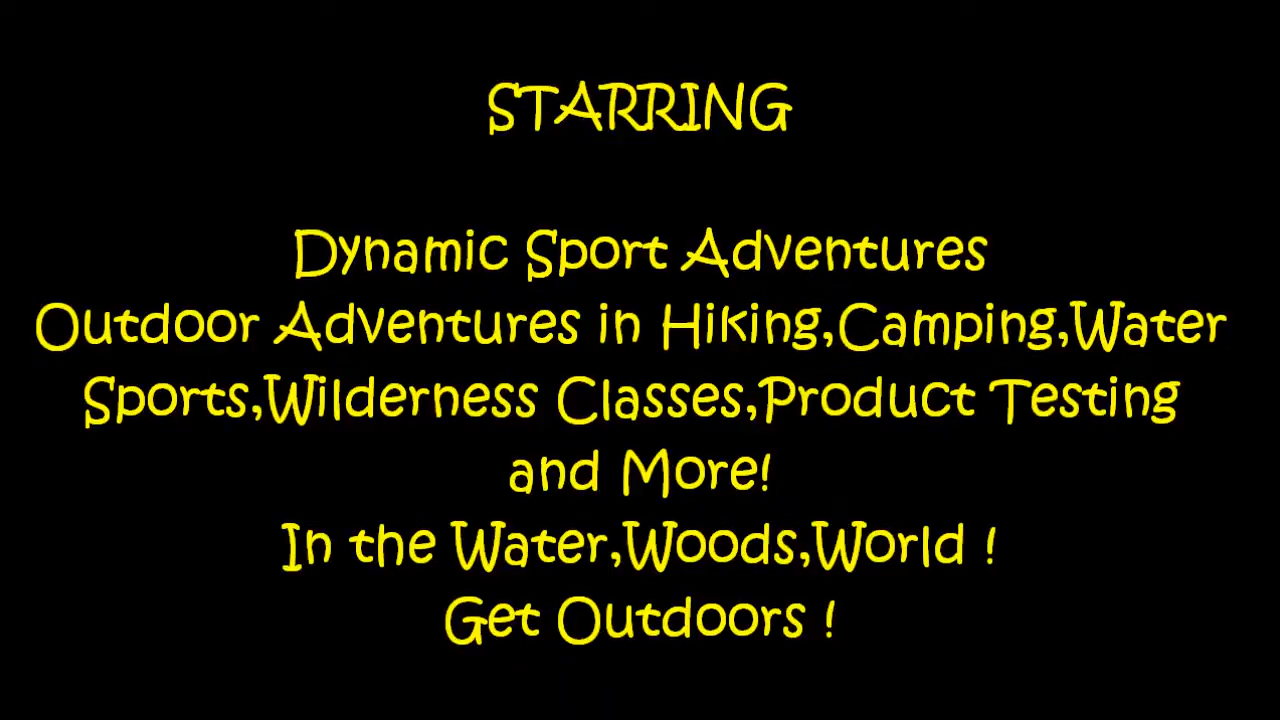 STARRING
Dynamic Sport Adventures
Outdoor Adventures in Hiking,Camping,Water
Sports,Wilderness Classes,Product Testing
and More!
In the Water,Woods,World !
Get Outdoors !